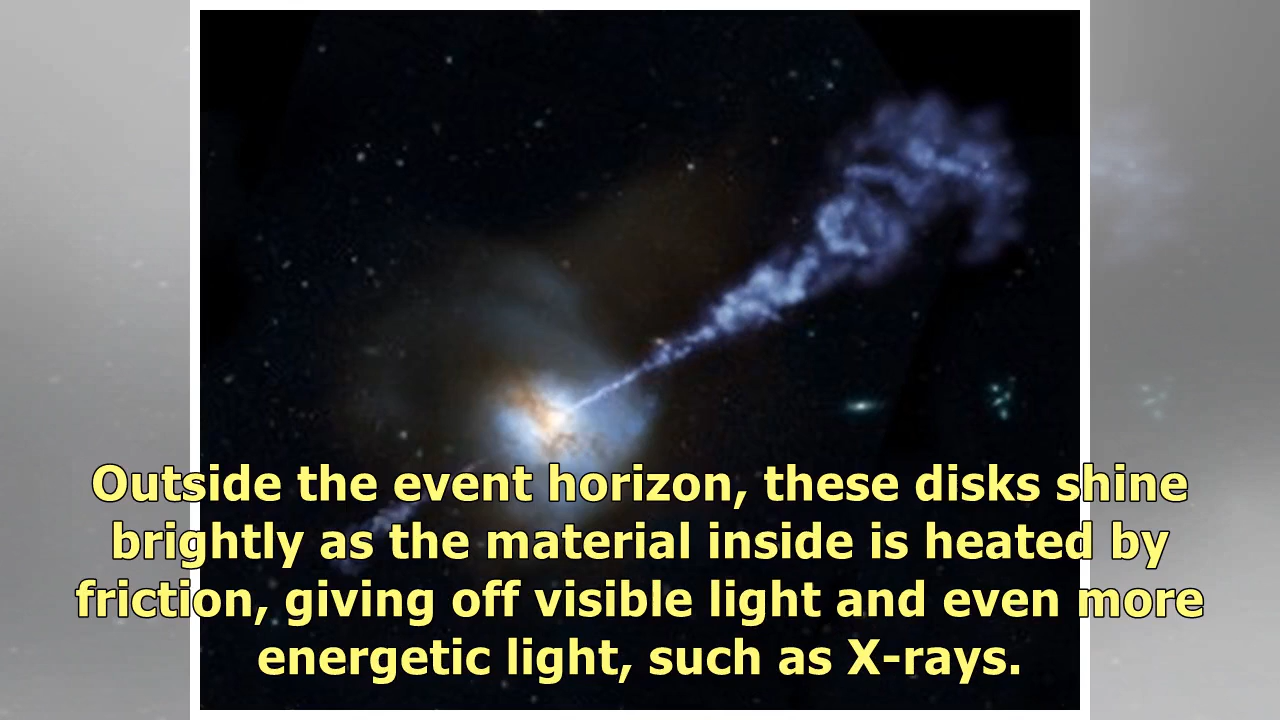 Outside the event horizon, these disks shine
brightly as the material inside is heated by
friction, giving off visible light and even more
energetic light, such as X-rays.